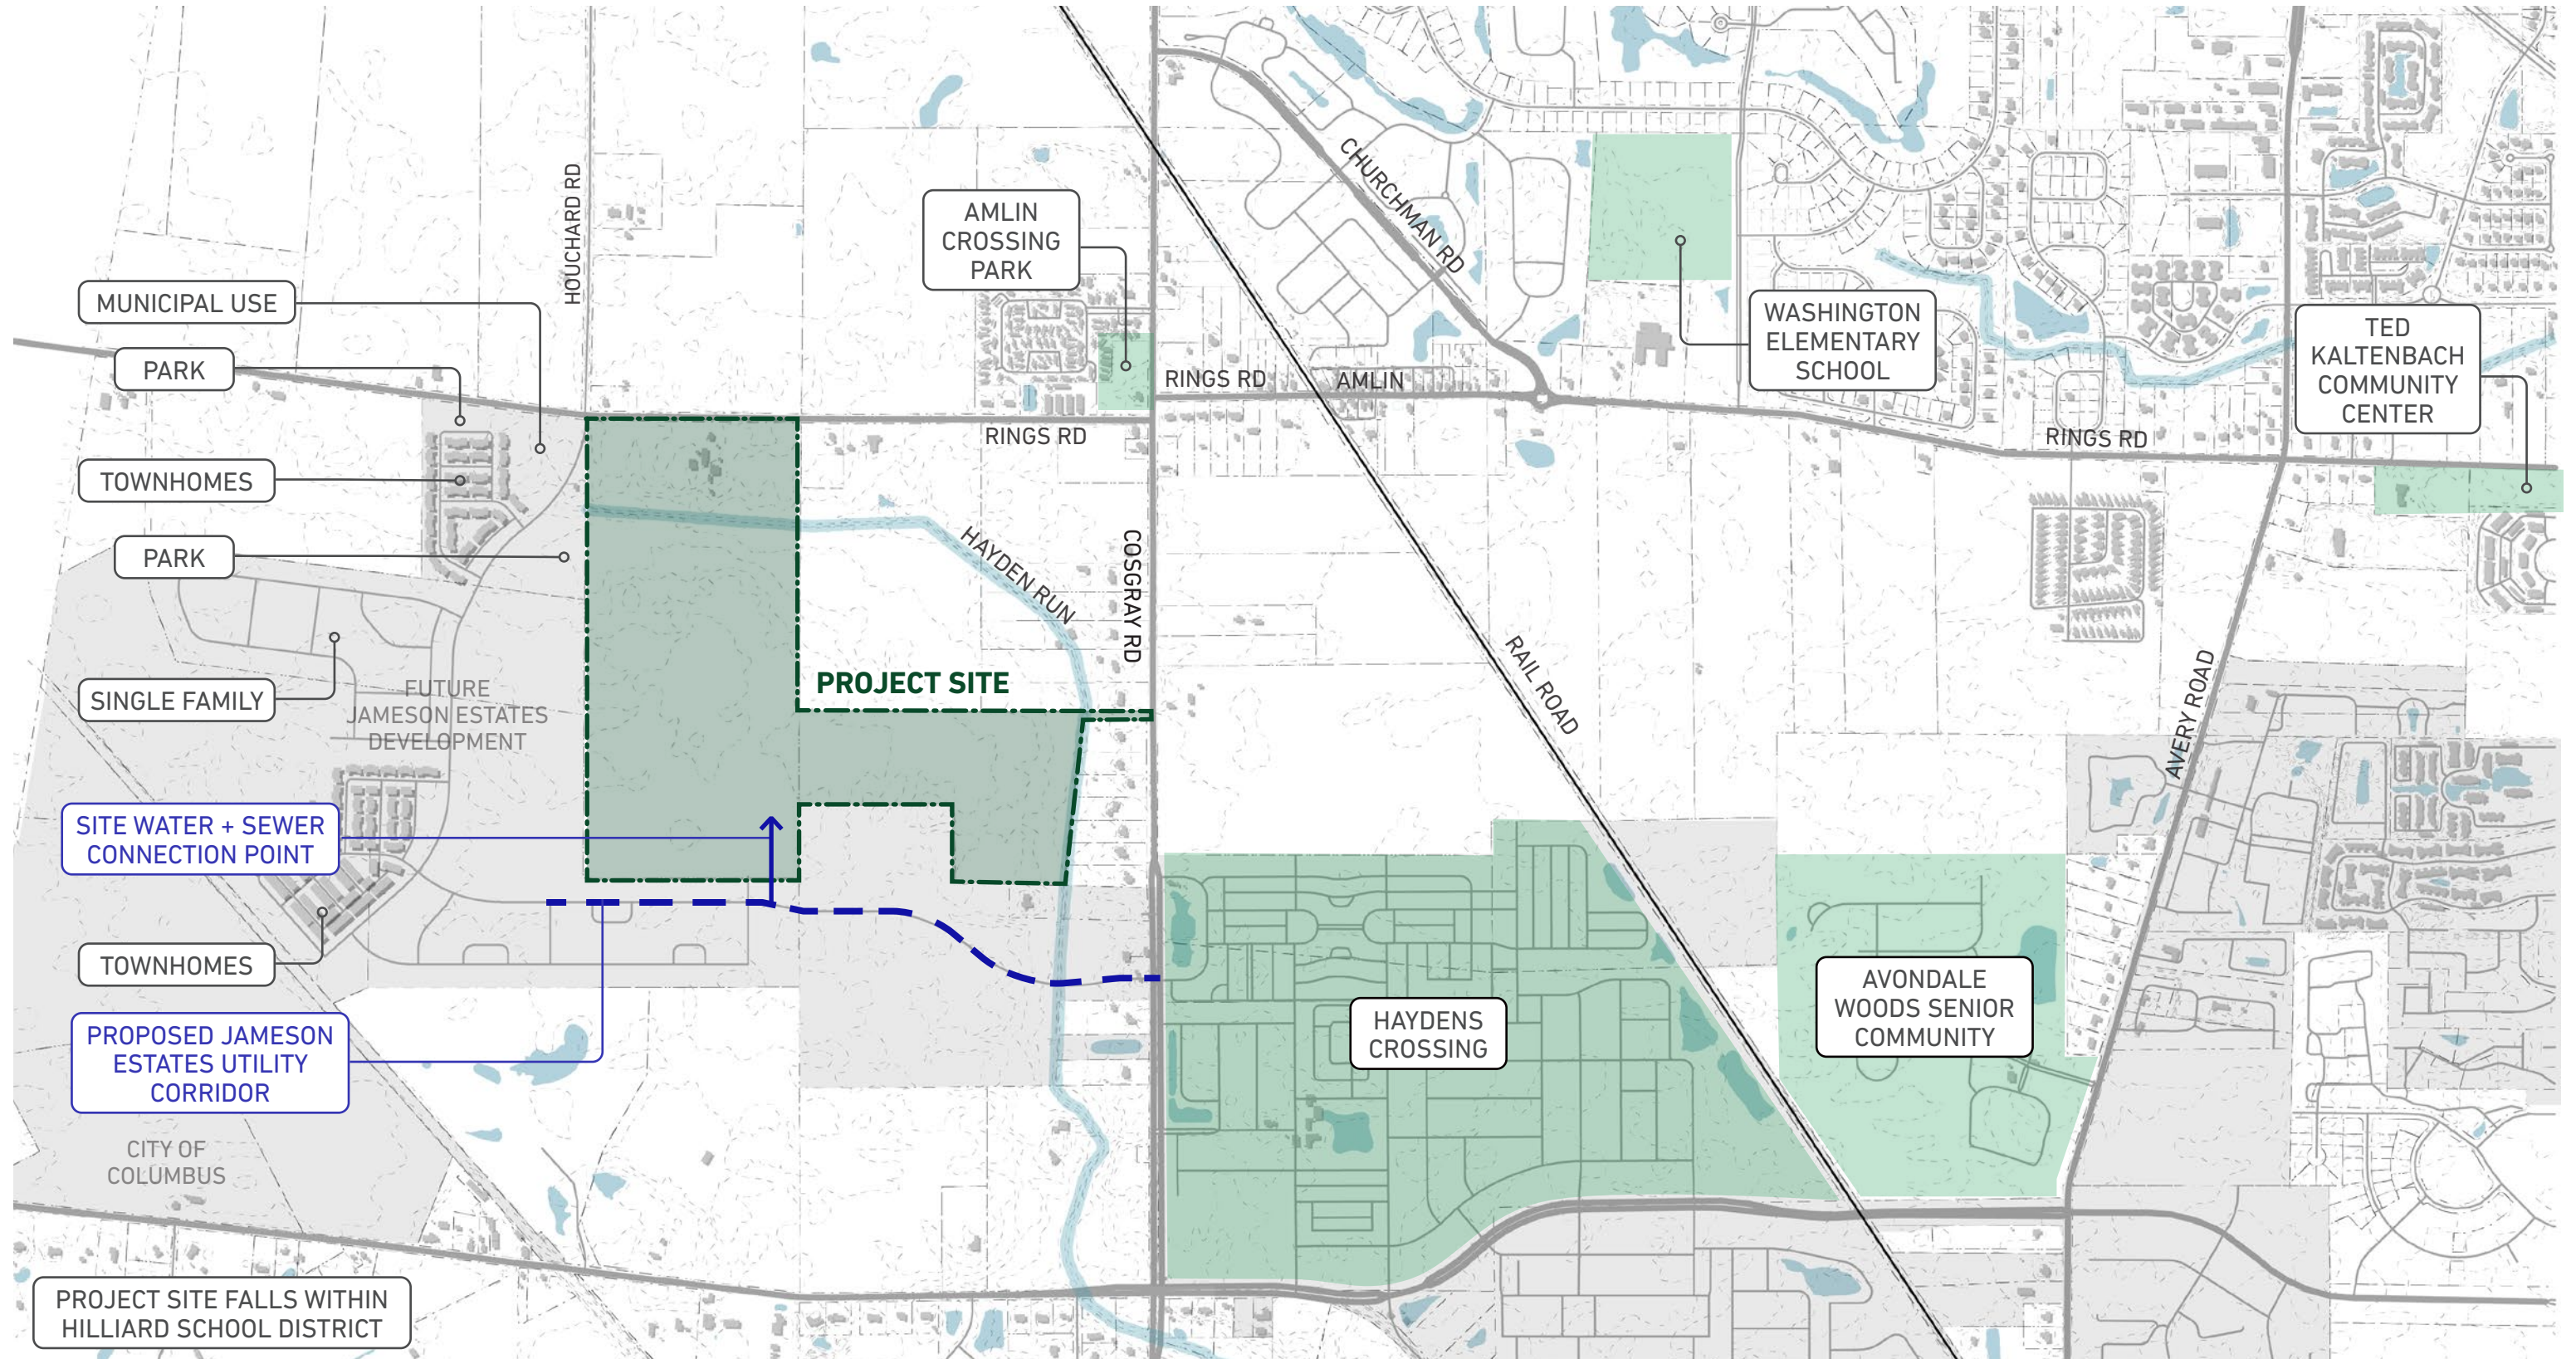 HOUCHARD RD
CHURCHMAN RD
AMLIN
CROSSING
PARK
MUNICIPAL USE
PARK
TOWNHOMES
PARK
SINGLE FAMILY
WASHINGTON
ELEMENTARY
SCHOOL
TED
KALTENBACH
COMMUNITY
CENTER
RINGS RD
AMLIN
RINGS RD
RINGS RD
HAYDEN RUN
COSGRAY RD
RAIL ROAD
AVERY ROAD
PROJECT SITE
FUTURE
JAMESON ESTATES
DEVELOPMENT
SITE WATER + SEWER
CONNECTION POINT
TOWNHOMES
PROPOSED JAMESON
ESTATES UTILITY
CORRIDOR
HAYDENS
CROSSING
AVONDALE
WOODS SENIOR
COMMUNITY
CITY OF
COLUMBUS
PROJECT SITE FALLS WITHIN
HILLIARD SCHOOL DISTRICT